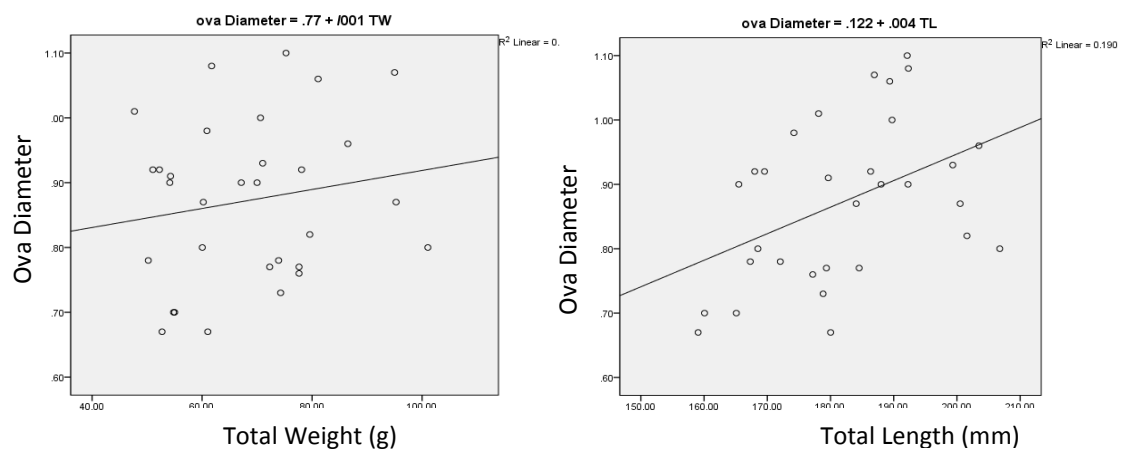 ova Diameter = .77 + /001 TW
R² Linear = 0.
1.10
.00
.90
.80
.70
.60
Ova Diameter
40.00 60.00 80.00 100.00
Total Weight (g)
ova Diameter = .122 + .004 TL
R² Linear = 0.190
1.10
1.00
.90
.80
.70
.60
Ova Diameter
150.00 160.00 170.00 180.00 190.00 200.00 210.00
Total Length (mm)